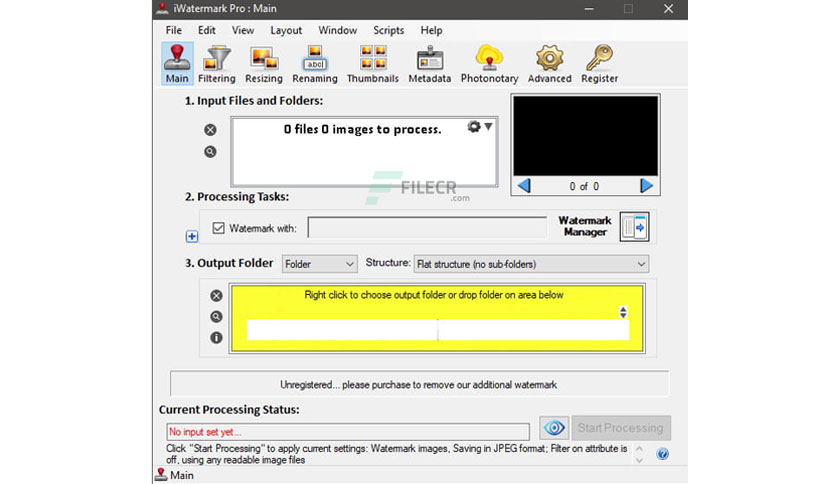 iWatermark Pro : Main
File Edit View Layout Window Scripts Help
abc
Main Filtering Resizing Renaming Thumbnails Metadata Photonotary Advanced Register
1. Input Files and Folders:
0 files 0 images to process.
0 of 0
FILECR
.com
2. Processing Tasks:
Watermark with:
Watermark
Manager
3. Output Folder Folder Structure: Flat structure (no sub-folders)
Right click to choose output folder or drop folder on area below
Unregistered... please purchase to remove our additional watermark
Current Processing Status:
No input set yet...
Start Processing
Click "Start Processing" to apply current settings: Watermark images, Saving in JPEG format; Filter on attribute is
off, using any readable image files
Main